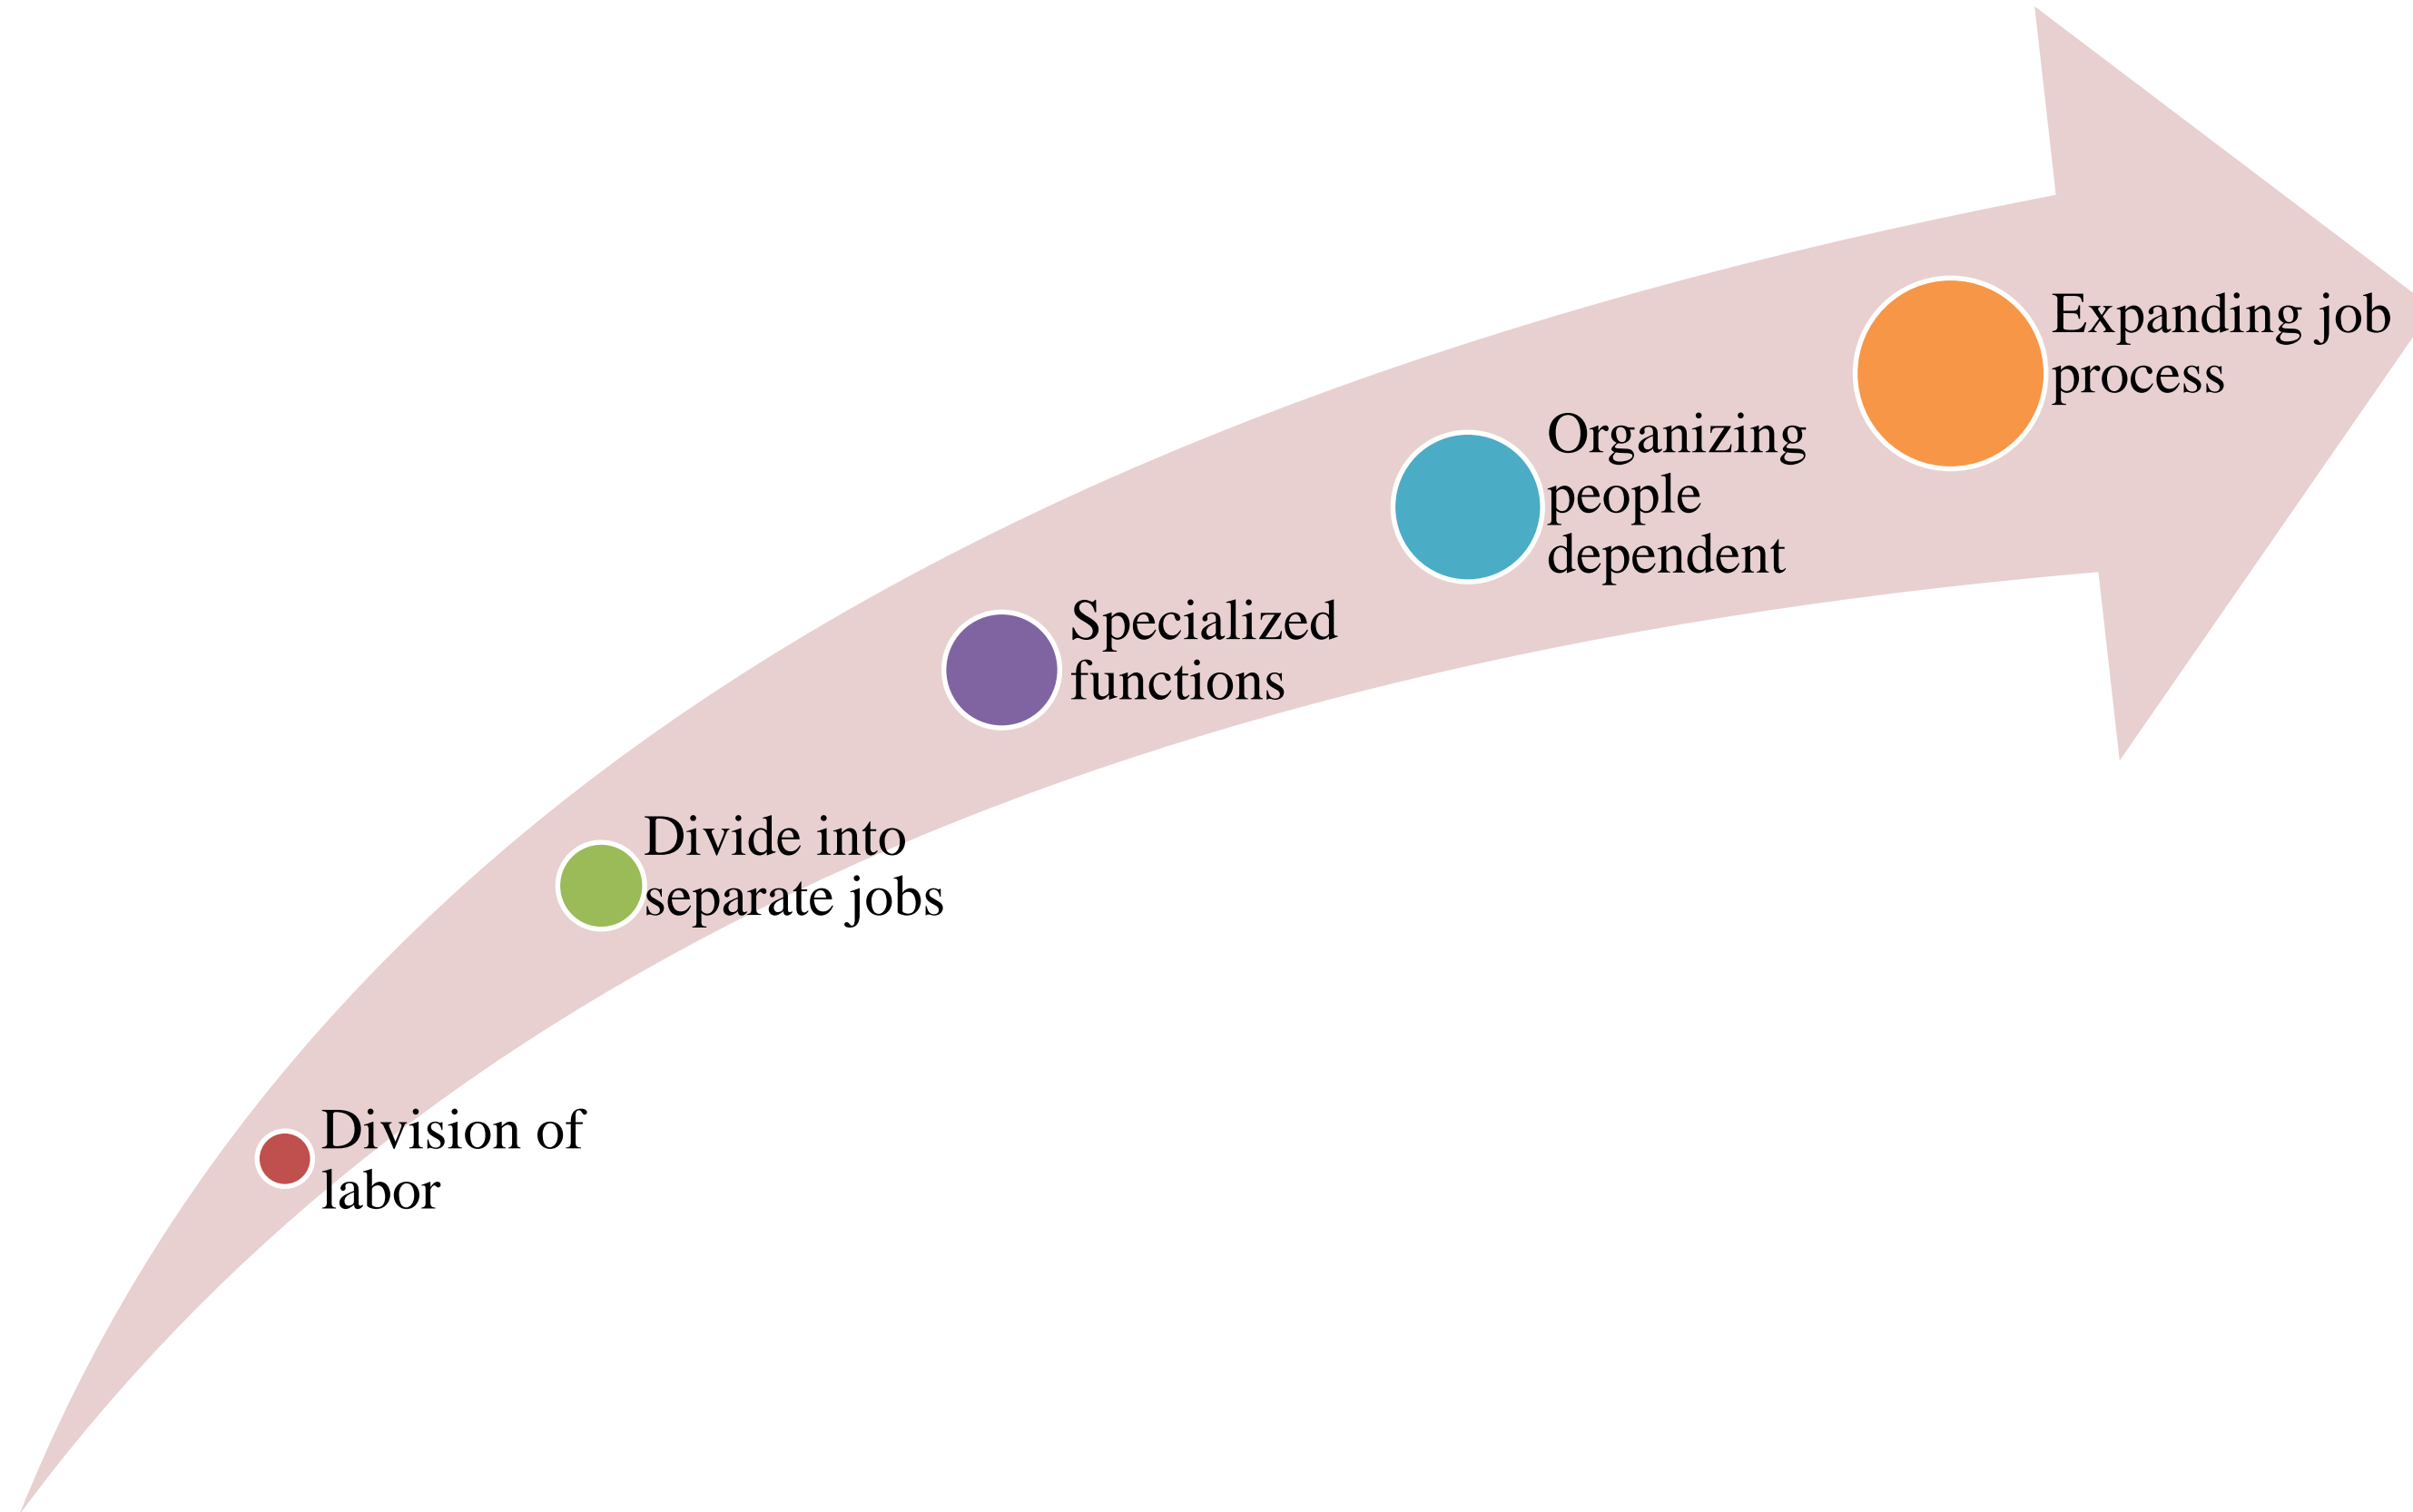 Division of
labor
Divide into
separate jobs
Specialized
functions
Organizing
people
dependent
Expanding job
process